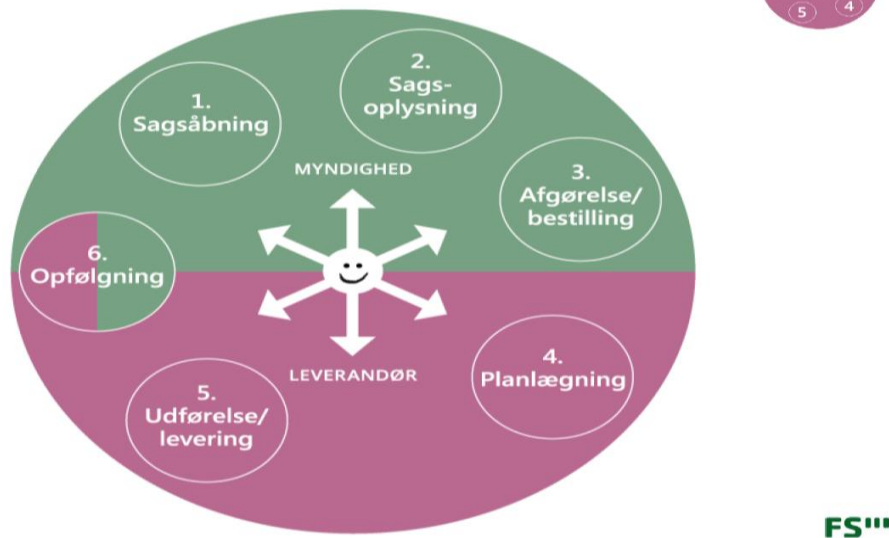 5
4
1.
Sagsåbning
2.
Sags-
oplysning
MYNDIGHED
3.
Afgørelse/
bestilling
6.
Opfølgning
LEVERANDØR
4.
Planlægning
5.
Udførelse/
levering
FS